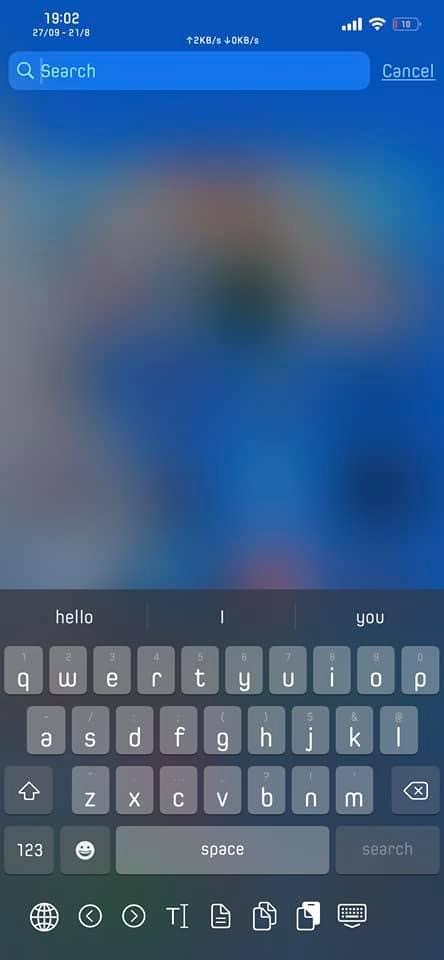 19:02
27/09 - 21/8
↑2KB/s ↓0KB/s
10
Search
Cancel
hello I you
1 2 3 4 5 6 7 8 9 0
q w e r t y u i o p
- / : ; ( ) $ & @
a s d f g h j k l
? ! '
z x c v b n m
123 space search